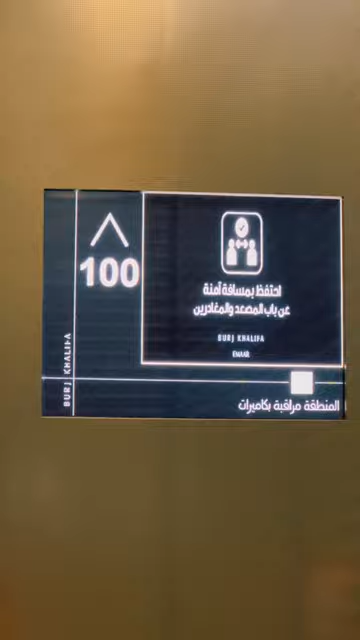 100
احتفظ بمسافة آمنة
عن باب المصعد والمغادرين
BURJ KHALIFA
EMAAR
BURJ KHALIFA
المنطقة مراقبة بكاميرات